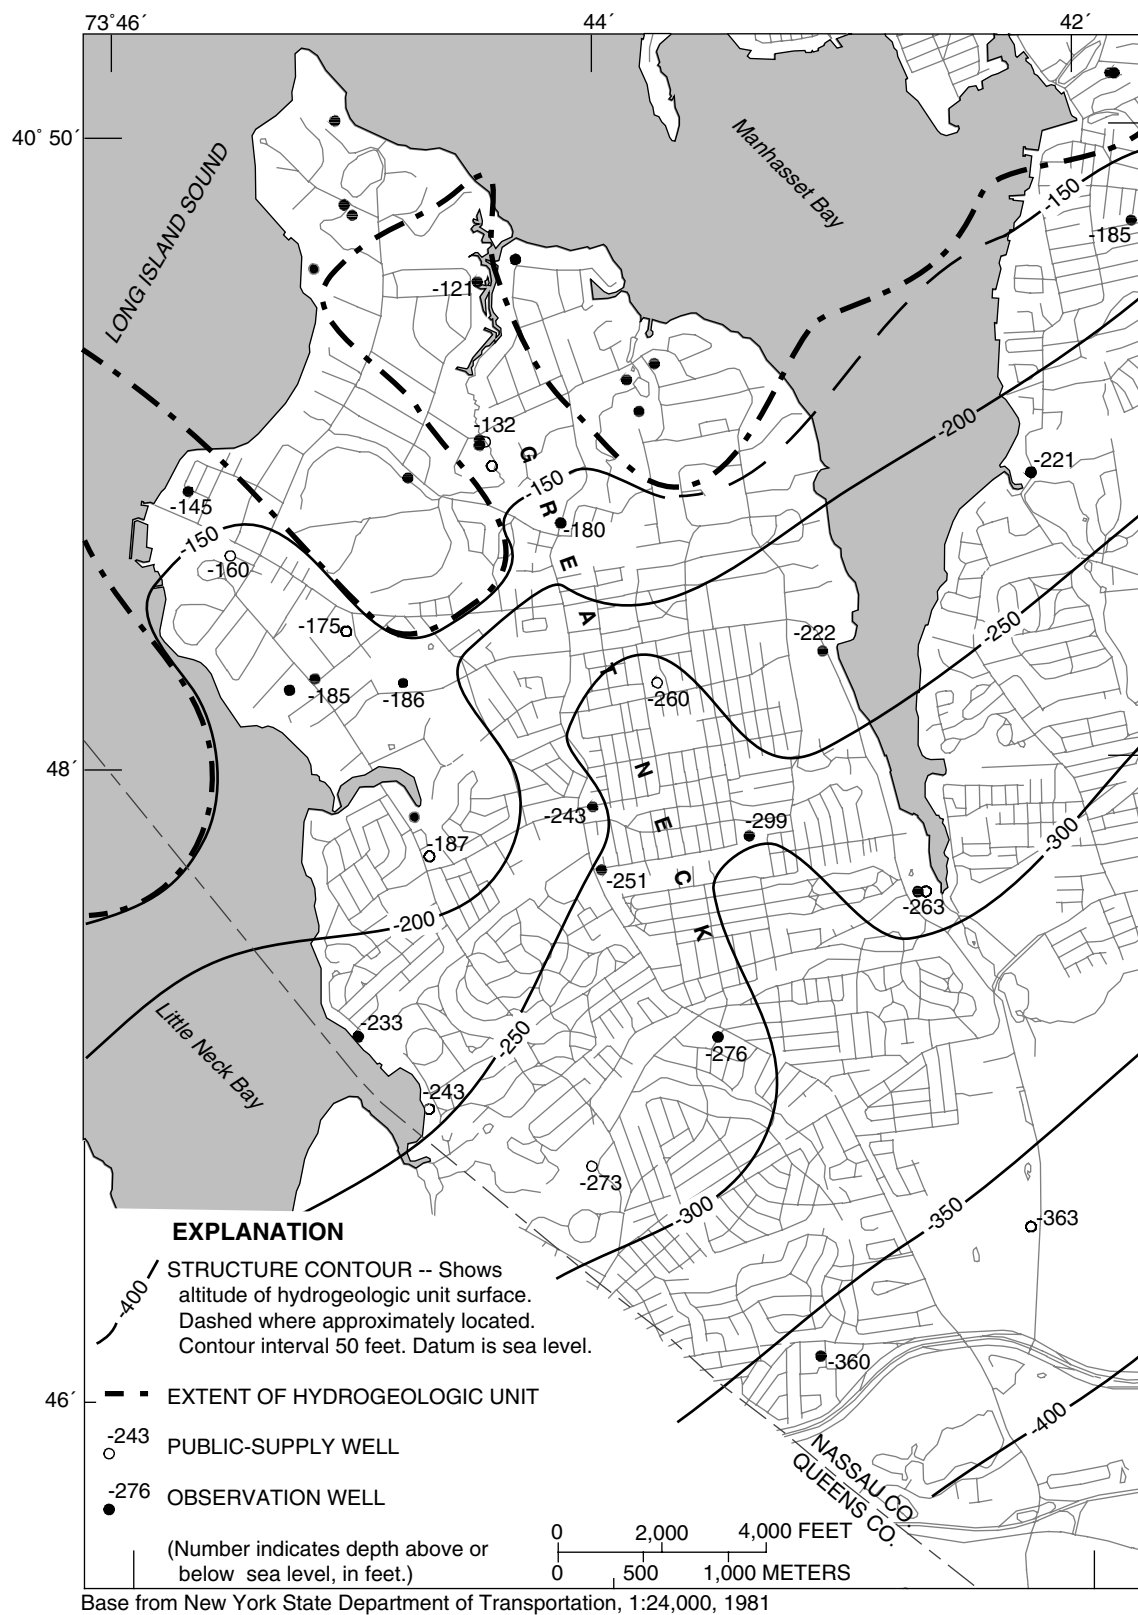 73˚46´
44´
42´
40˚ 50´
LONG ISLAND SOUND
Manhasset Bay
-150
-185
-121
-200
-132
-221
-150
-145
-180
-150
-160
-250
-175
-222
-185
-186
-260
48´
-243
-299
-300
-187
-251
-263
-200
GREAT NECK
-233
Little Neck Bay
-250
-276
-243
-273
-300
-350
-363
EXPLANATION
-400
STRUCTURE CONTOUR -- Shows
altitude of hydrogeologic unit surface.
Dashed where approximately located.
Contour interval 50 feet. Datum is sea level.
-360
46´
EXTENT OF HYDROGEOLOGIC UNIT
-400
-243
PUBLIC-SUPPLY WELL
NASSAU CO.
QUEENS CO.
-276
OBSERVATION WELL
(Number indicates depth above or
below sea level, in feet.)
0 2,000 4,000 FEET
0 500 1,000 METERS
Base from New York State Department of Transportation, 1:24,000, 1981